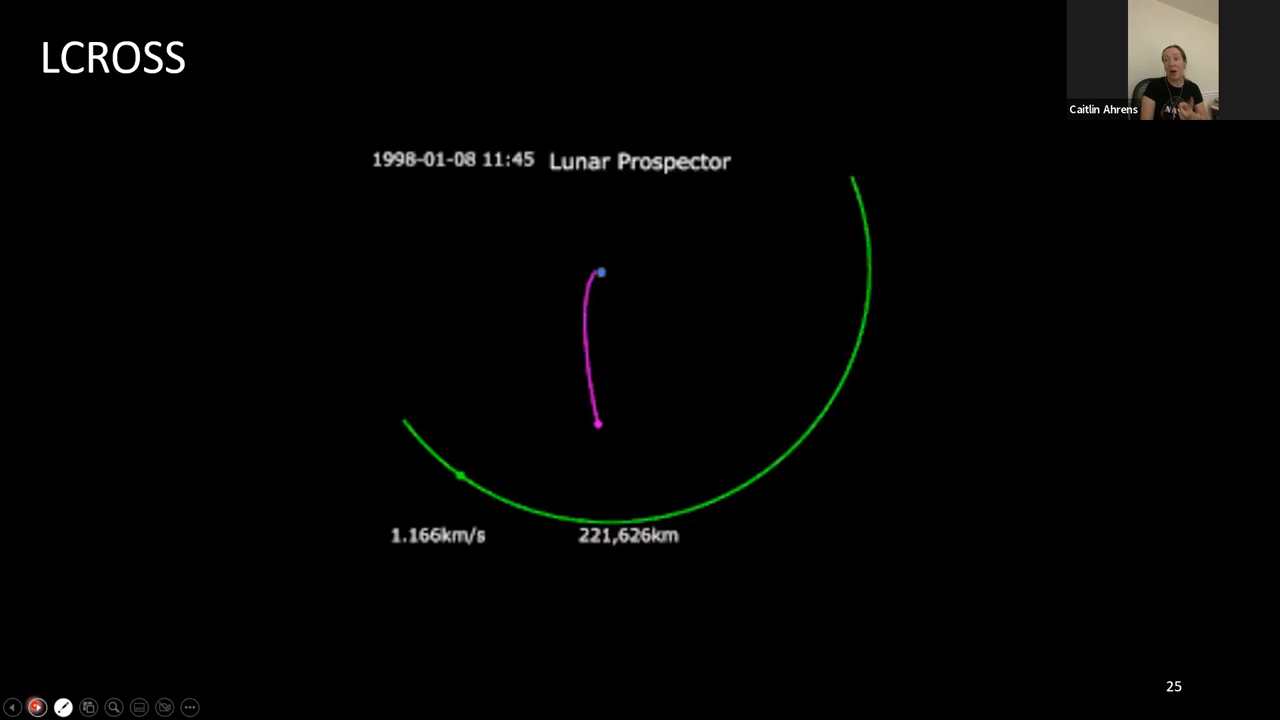 LCROSS
Caitlin Ahrens
1998-01-08 11:45 Lunar Prospector
1.166km/s 221,626km
25